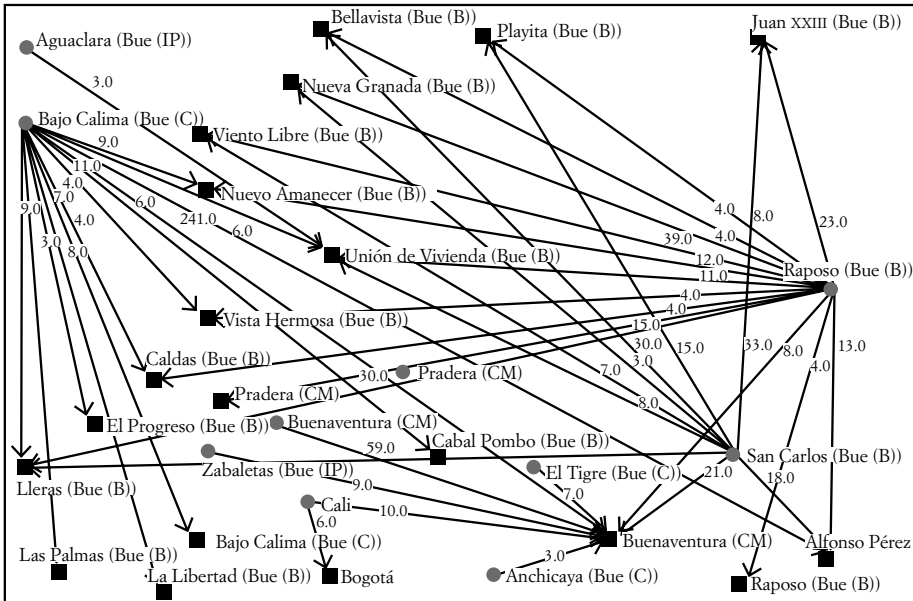 Bellavista (Bue (B))
Juan XXIII (Bue (B))
Playita (Bue (B))
Aguaclara (Bue (IP))
3.0
Nueva Granada (Bue (B))
Bajo Calima (Bue (C))
Viento Libre (Bue (B))
9.0
11.0
4.0
7.0
Nuevo Amanecer (Bue (B))
9.0
4.0
6.0
241.0
6.0
4.0
8.0
23.0
3.0
8.0
39.0
4.0
Unión de Vivienda (Bue (B))
12.0
11.0
Raposo (Bue (B))
4.0
4.0
Vista Hermosa (Bue (B))
15.0
30.0
15.0
33.0
8.0
13.0
3.0
4.0
Caldas (Bue (B))
30.0
Pradera (CM)
7.0
Pradera (CM)
8.0
El Progreso (Bue (B))
Buenaventura (CM)
59.0
Cabal Pombo (Bue (B))
San Carlos (Bue (B))
Zabaletas (Bue (IP))
El Tigre (Bue (C))
21.0
18.0
Lleras (Bue (B))
9.0
7.0
Cali
10.0
6.0
Bajo Calima (Bue (C))
Buenaventura (CM)
Alfonso Pérez
Las Palmas (Bue (B))
3.0
La Libertad (Bue (B))
Bogotá
Anchicaya (Bue (C))
Raposo (Bue (B))